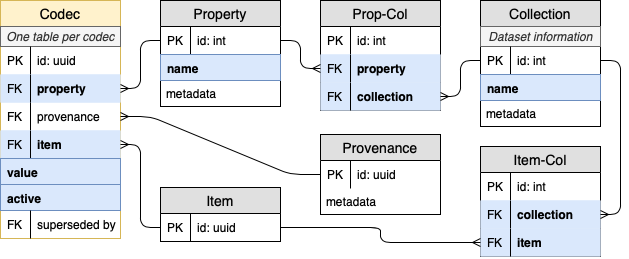 Codec
One table per codec
PK id: uuid
FK property
FK provenance
FK item
value
active
FK superseded by
Property
PK id: int
name
metadata
Prop-Col
PK id: int
FK property
FK collection
Collection
Dataset information
PK id: int
name
metadata
Provenance
PK id: uuid
metadata
Item
PK id: uuid
Item-Col
PK id: int
FK collection
FK item